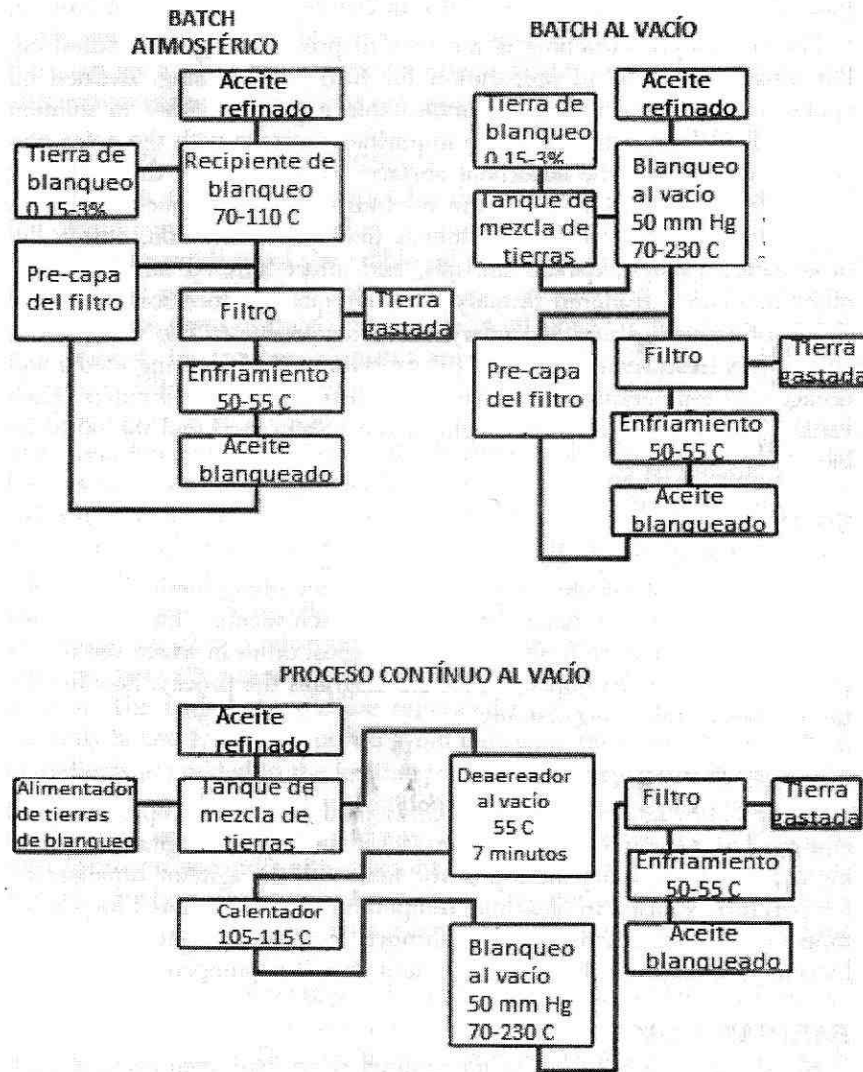 BATCH
ATMOSFÉRICO
Aceite
refinado
Tierra de
blanqueo
0.15-3%
Recipiente de
blanqueo
70-110 C
Pre-capa
del filtro
Filtro
Tierra
gastada
Enfriamiento
50-55 C
Aceite
blanqueado
BATCH AL VACÍO
Aceite
refinado
Tierra de
blanqueo
0.15-3%
Blanqueo
al vacío
50 mm Hg
70-230 C
Tanque de
mezcla de
tierras
Pre-capa
del filtro
Filtro
Tierra
gastada
Enfriamiento
50-55 C
Aceite
blanqueado
PROCESO CONTÍNUO AL VACÍO
Aceite
refinado
Alimentador
de tierras
de blanqueo
Tanque de
mezcla de
tierras
Deaereador
al vacío
55 C
7 minutos
Calentador
105-115 C
Blanqueo
al vacío
50 mm Hg
70-230 C
Filtro
Tierra
gastada
Enfriamiento
50-55 C
Aceite
blanqueado